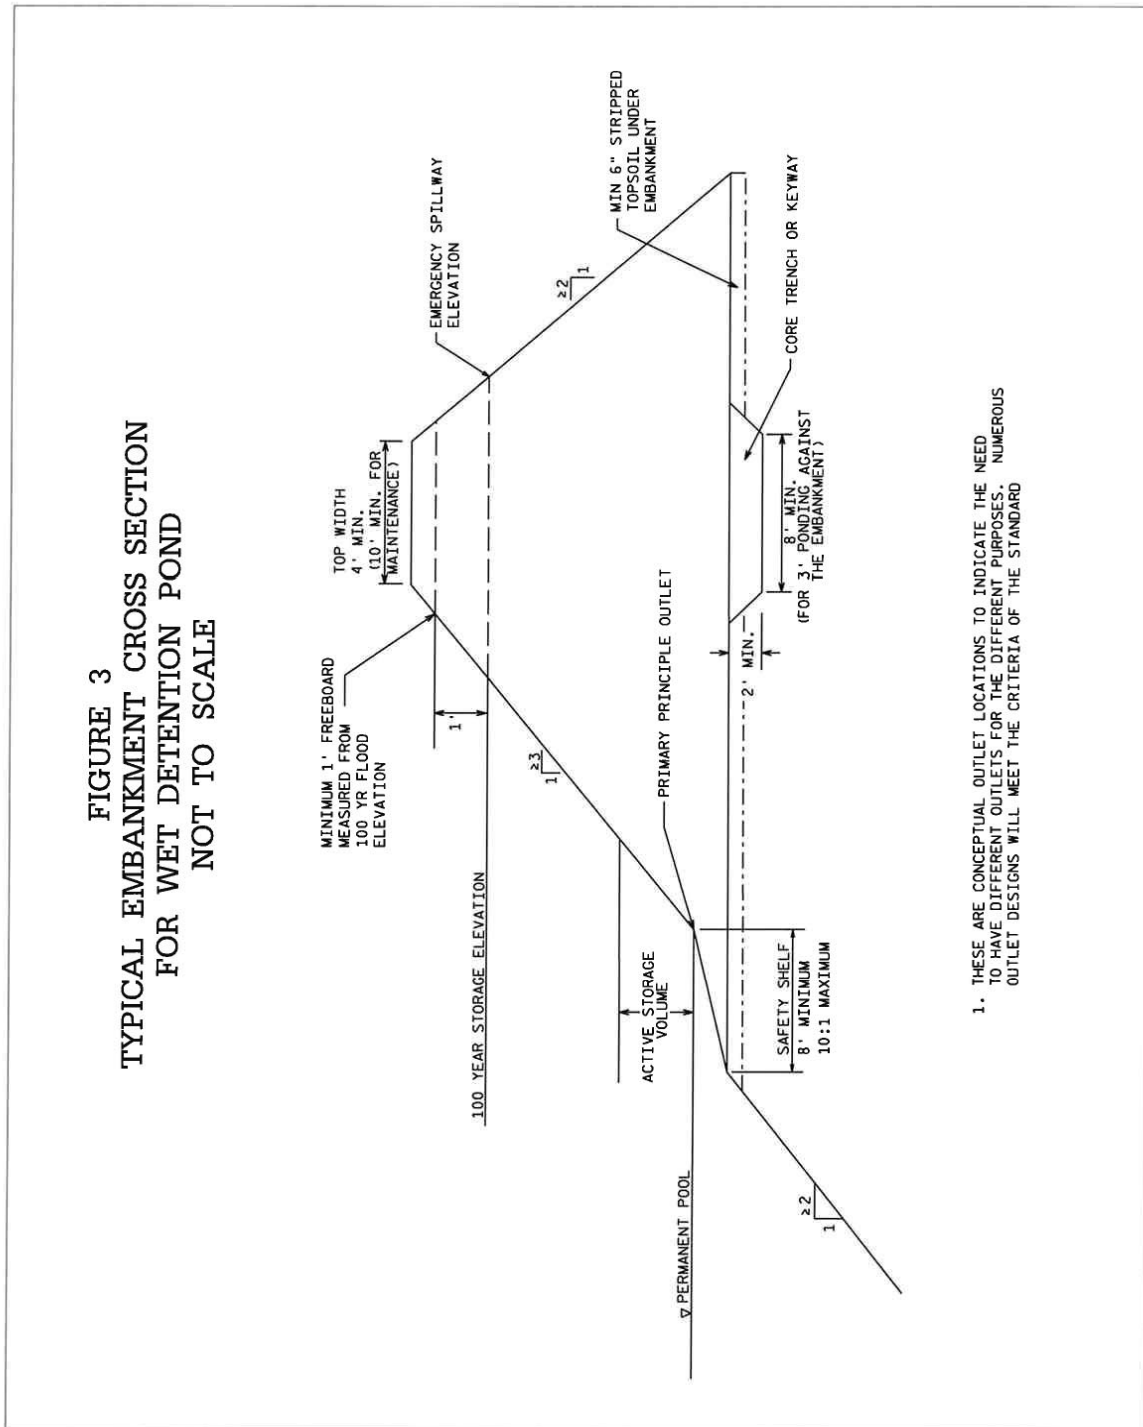 FIGURE 3
TYPICAL EMBANKMENT CROSS SECTION
FOR WET DETENTION POND
NOT TO SCALE
MINIMUM 1' FREEBOARD
MEASURED FROM
100 YR FLOOD
ELEVATION
TOP WIDTH
4' MIN.
(10' MIN. FOR
MAINTENANCE)
EMERGENCY SPILLWAY
ELEVATION
1'
100 YEAR STORAGE ELEVATION
≥3
1
≥2
1
MIN 6" STRIPPED
TOPSOIL UNDER
EMBANKMENT
ACTIVE STORAGE
VOLUME
PRIMARY PRINCIPLE OUTLET
PERMANENT POOL
2' MIN.
8' MIN.
(FOR 3' PONDING AGAINST
THE EMBANKMENT)
CORE TRENCH OR KEYWAY
SAFETY SHELF
8' MINIMUM
10:1 MAXIMUM
≥2
1
1. THESE ARE CONCEPTUAL OUTLET LOCATIONS TO INDICATE THE NEED
TO HAVE DIFFERENT OUTLETS FOR THE DIFFERENT PURPOSES. NUMEROUS
OUTLET DESIGNS WILL MEET THE CRITERIA OF THE STANDARD